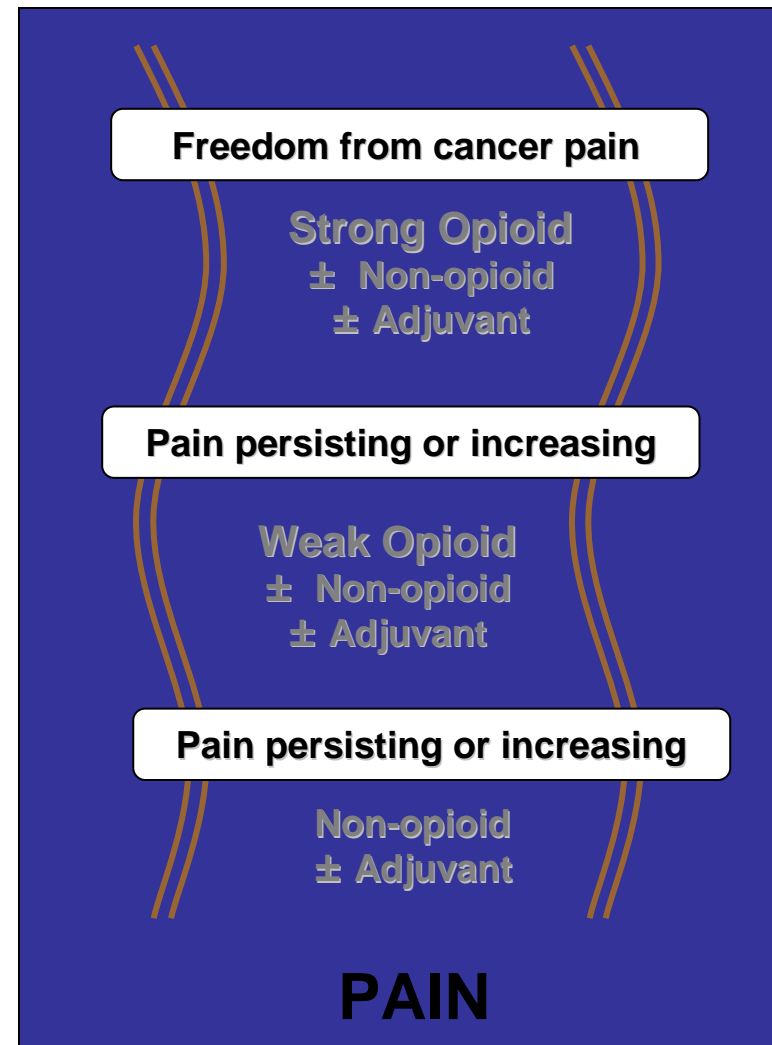 Freedom from cancer pain
Strong Opioid
± Non-opioid
± Adjuvant
Pain persisting or increasing
Weak Opioid
± Non-opioid
± Adjuvant
Pain persisting or increasing
Non-opioid
± Adjuvant
PAIN